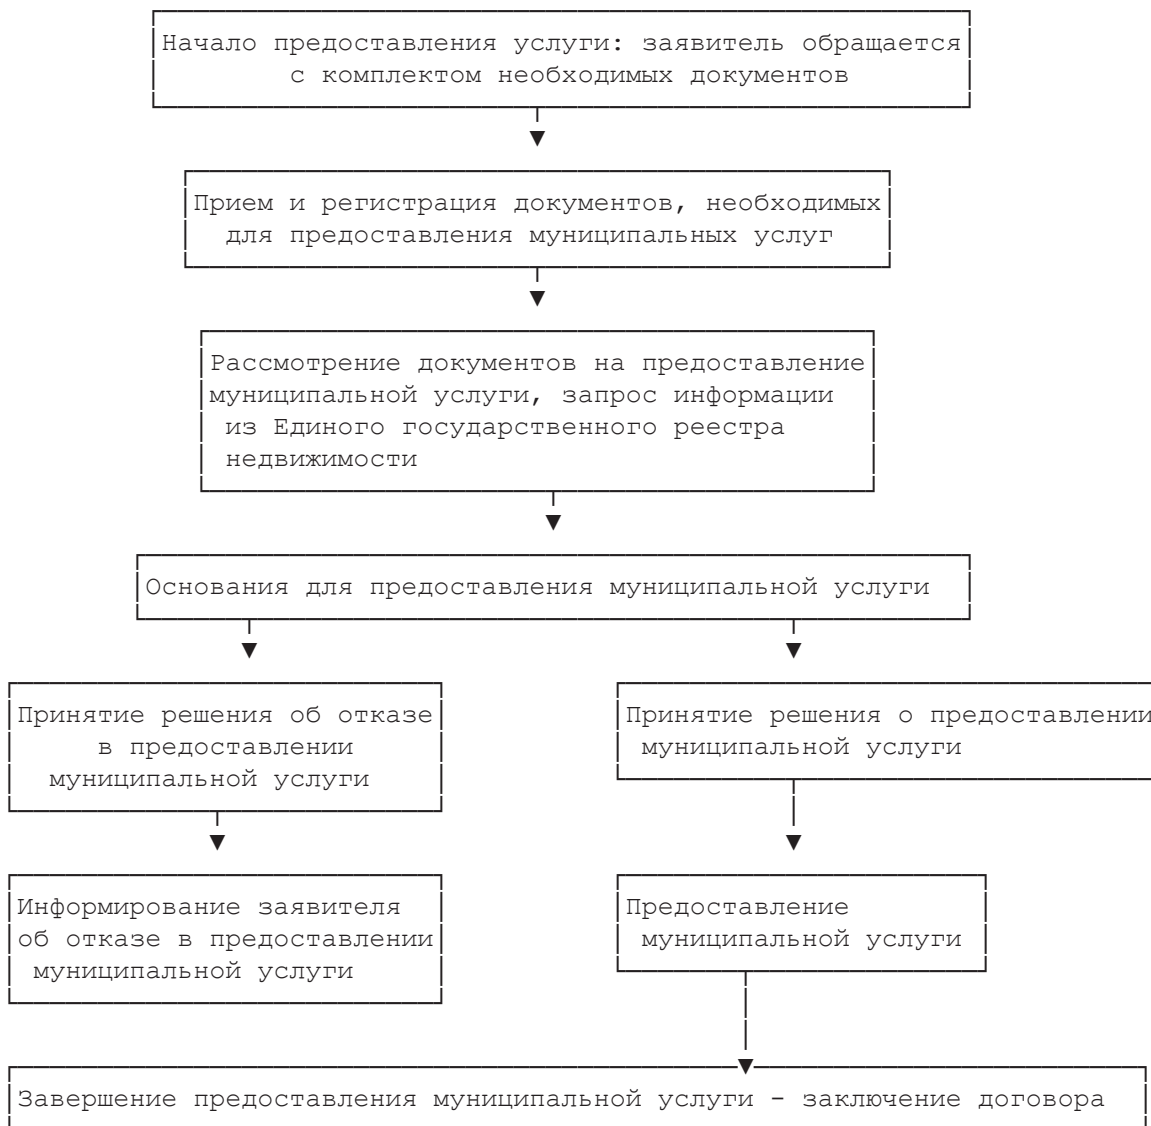 Начало предоставления услуги: заявитель обращается
с комплектом необходимых документов
Прием и регистрация документов, необходимых
для предоставления муниципальных услуг
Рассмотрение документов на предоставление
муниципальной услуги, запрос информации
из Единого государственного реестра
недвижимости
Основания для предоставления муниципальной услуги
Принятие решения об отказе
в предоставлении
муниципальной услуги
Принятие решения о предоставлении
муниципальной услуги
Информирование заявителя
об отказе в предоставлении
муниципальной услуги
Предоставление
муниципальной услуги
Завершение предоставления муниципальной услуги - заключение договора